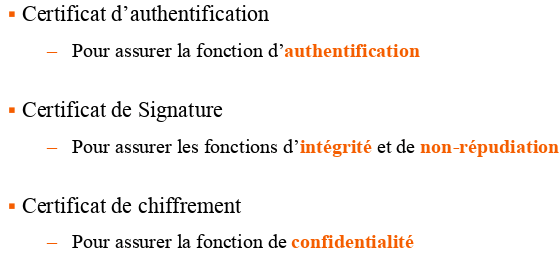 ▪ Certificat d’authentification
– Pour assurer la fonction d’authentification
▪ Certificat de Signature
– Pour assurer les fonctions d’intégrité et de non-répudiation
▪ Certificat de chiffrement
– Pour assurer la fonction de confidentialité